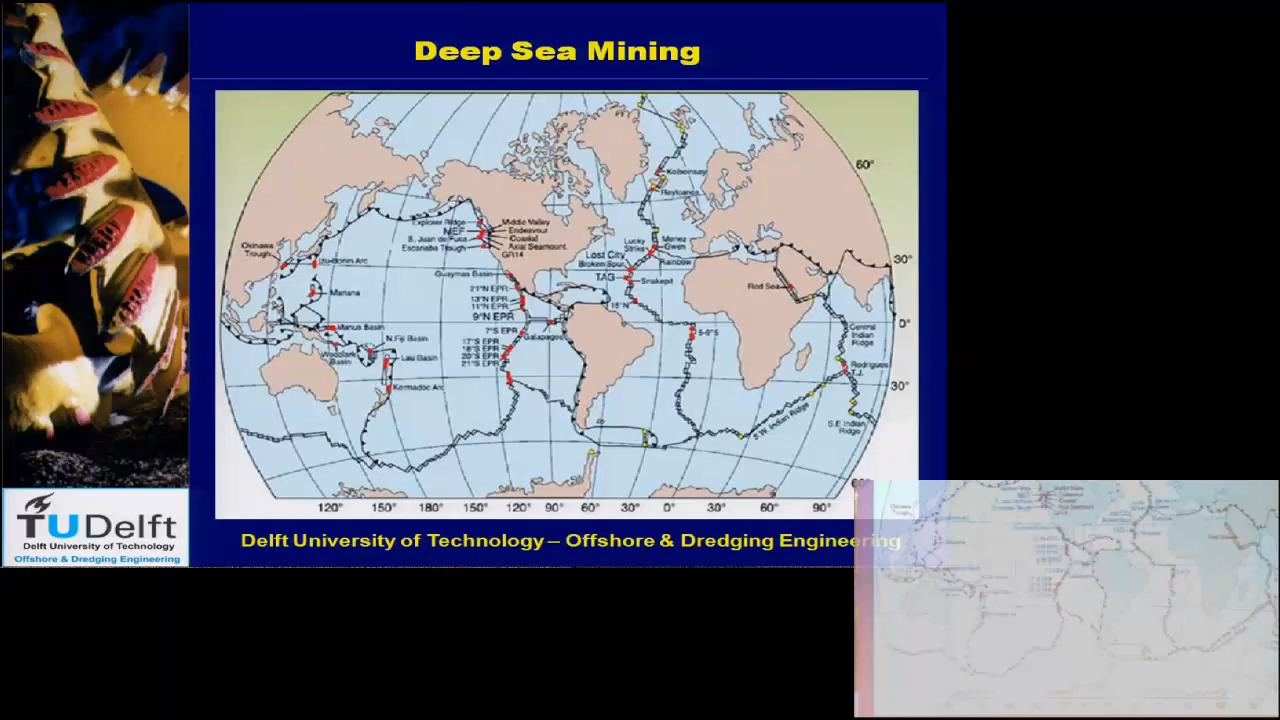 Deep Sea Mining
60°
Kolbeinsey
Reykjanes
Explorer Ridge
Middle Valley
MEF
Endeavour
S. Juan de Fuca
Coaxial
Escanaba Trough
Axial Seamount
GR14
Okinawa
Trough
Izu-Bonin Arc
Mariana
Manus Basin
N.Fiji Basin
Woodlark
Basin
Lau Basin
Kermadec Arc
Guaymas Basin
21°N EPR
13°N EPR
11°N EPR
9°N EPR
7°S EPR
Galapagos
17°S EPR
18°S EPR
20°S EPR
21°S EPR
Lucky
Strike
Menez
Gwen
Lost City
Rainbow
Broken Spur
TAG
Snakepit
15°N
5-9°S
Red Sea
30°
0°
Central
Indian
Ridge
Rodrigues
T.J.
30°
S.W. Indian Ridge
S.E Indian
Ridge
120° 150° 180° 150° 120° 90° 60° 30° 0° 30° 60° 90°
TUDelft
Delft University of Technology
Offshore & Dredging Engineering
Delft University of Technology – Offshore & Dredging Engineering